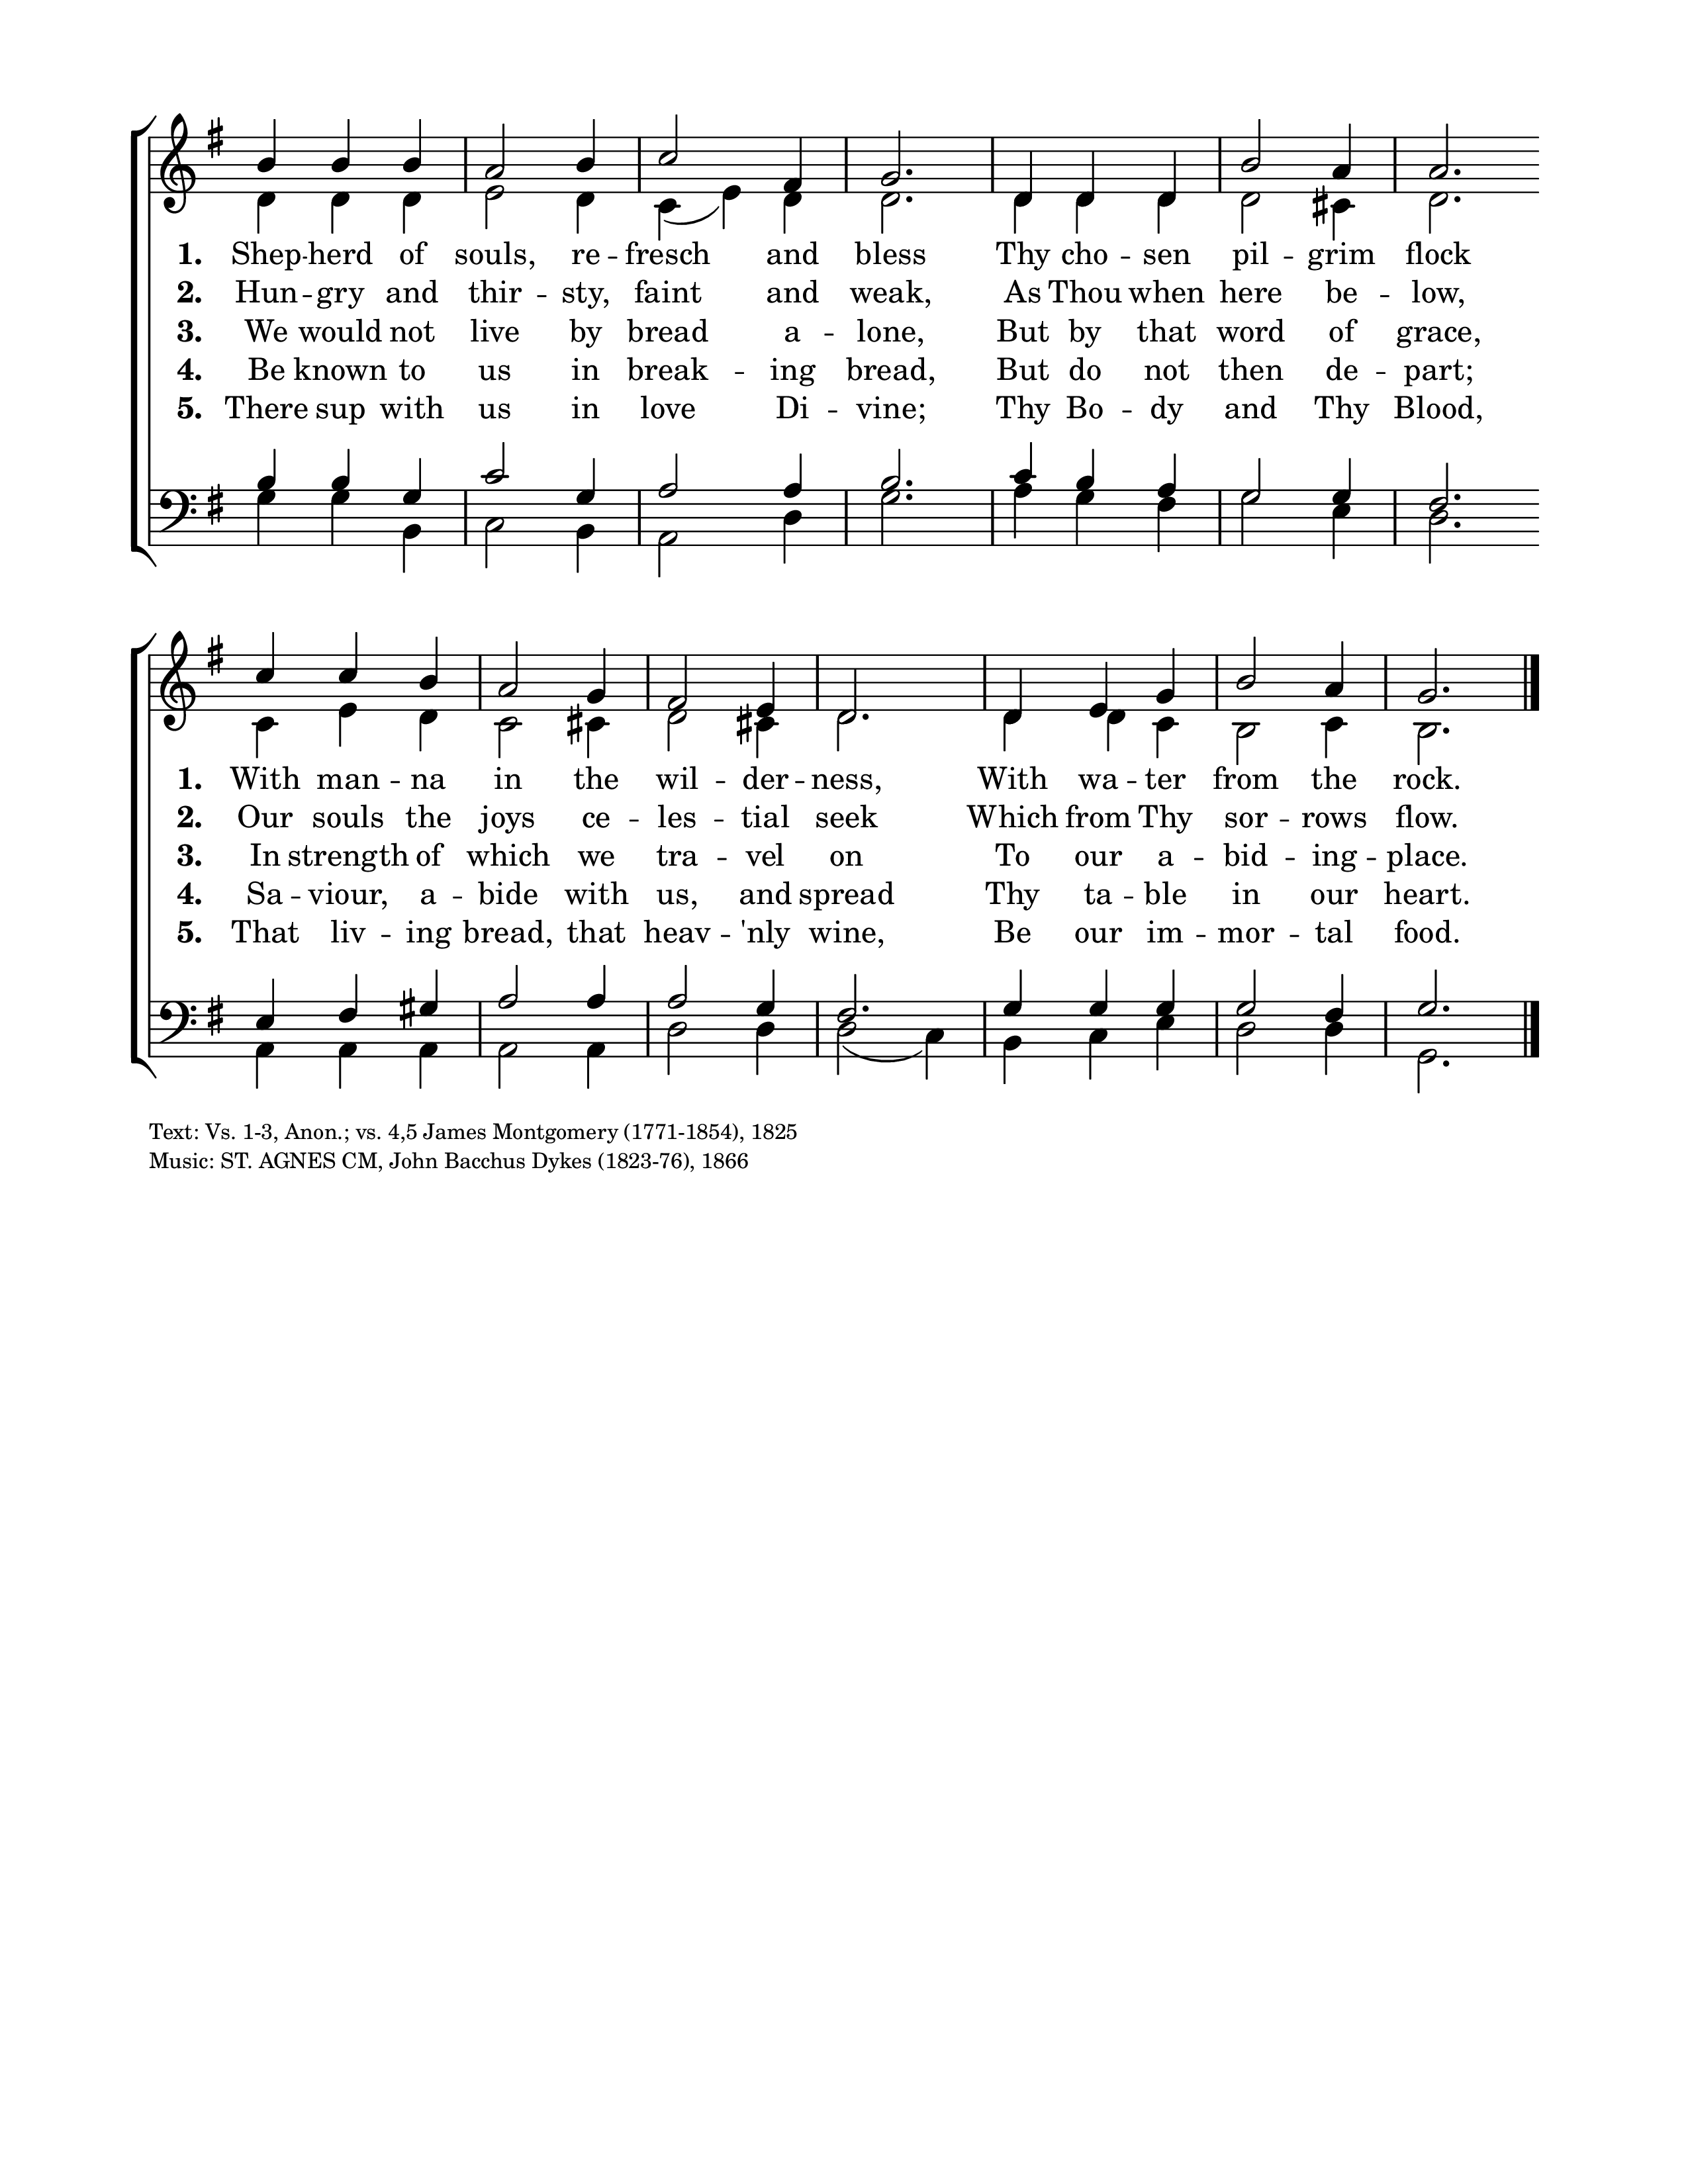 1. Shep -- herd of souls, re -- fresch and bless Thy cho -- sen pil -- grim flock
2. Hun -- gry and thir -- sty, faint and weak, As Thou when here be -- low,
3. We would not live by bread a -- lone, But by that word of grace,
4. Be known to us in break -- ing bread, But do not then de -- part;
5. There sup with us in love Di -- vine; Thy Bo -- dy and Thy Blood,
1. With man -- na in the wil -- der -- ness, With wa -- ter from the rock.
2. Our souls the joys ce -- les -- tial seek Which from Thy sor -- rows flow.
3. In strength of which we tra -- vel on To our a -- bid -- ing -- place.
4. Sa -- viour, a -- bide with us, and spread Thy ta -- ble in our heart.
5. That liv -- ing bread, that heav -- 'nly wine, Be our im -- mor -- tal food.
Text: Vs. 1-3, Anon.; vs. 4,5 James Montgomery (1771-1854), 1825
Music: ST. AGNES CM, John Bacchus Dykes (1823-76), 1866